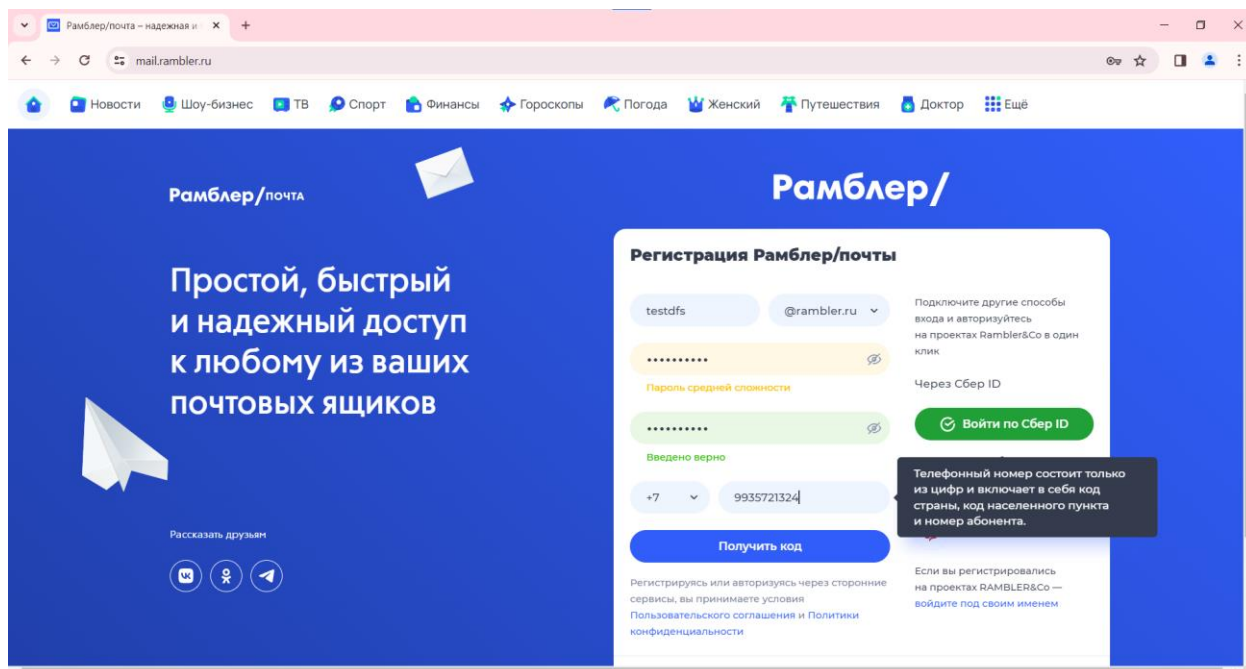 Рамблер/почта – надежная и
mail.rambler.ru
Новости Шоу-бизнес ТВ Спорт Финансы Гороскопы Погода Женский Путешествия Доктор Ещё
Рамблер/почта
Простой, быстрый
и надежный доступ
к любому из ваших
почтовых ящиков
Рассказать друзьям
Рамблер/
Регистрация Рамблер/почты
testdfs @rambler.ru
••••••••••
Пароль средней сложности
••••••••••
Введено верно
+7 9935721324
Получить код
Регистрируясь или авторизуясь через сторонние
сервисы, вы принимаете условия
Пользовательского соглашения и Политики
конфиденциальности
Подключите другие способы
входа и авторизуйтесь
на проектах Rambler&Co в один
клик
Через Сбер ID
Войти по Сбер ID
Телефонный номер состоит только
из цифр и включает в себя код
страны, код населенного пункта
и номер абонента.
Если вы регистрировались
на проектах RAMBLER&Co —
войдите под своим именем